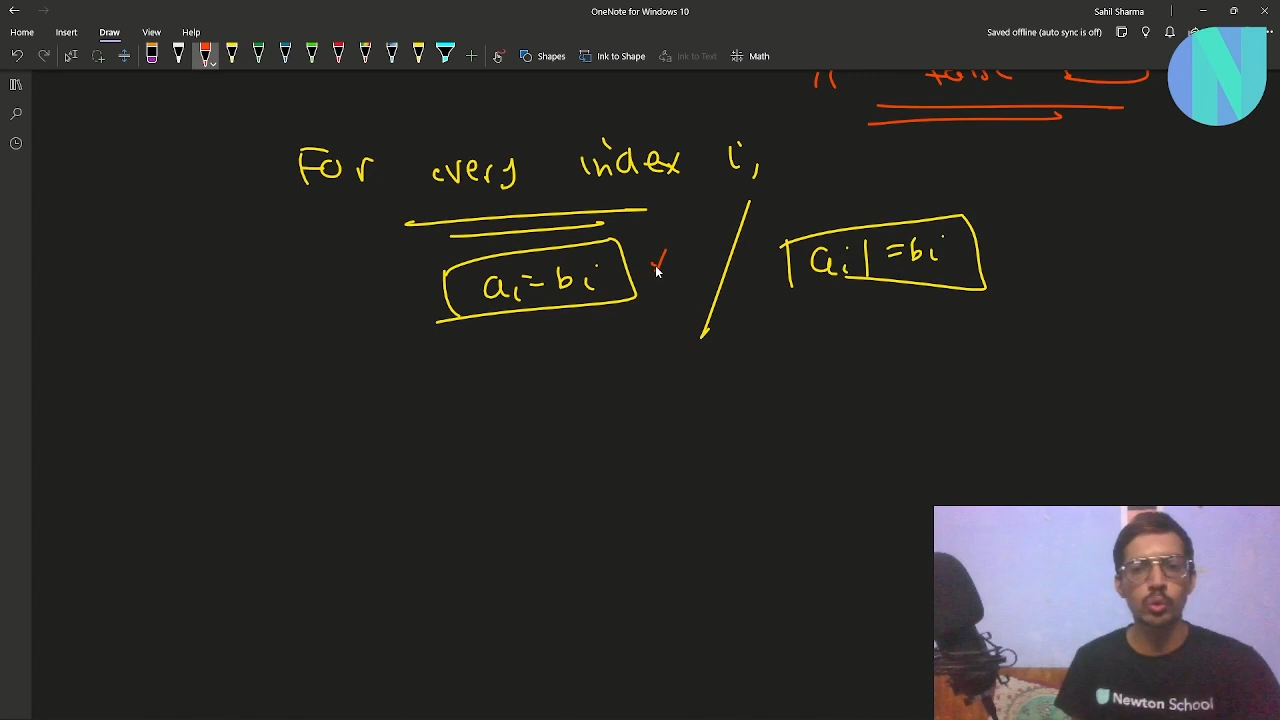 OneNote for Windows 10
Sahil Sharma
Home Insert Draw View Help
Saved offline (auto sync is off)
Shapes Ink to Shape Ink to Text Math
For every index i,
ai=bi
|ai|=bi
Newton School